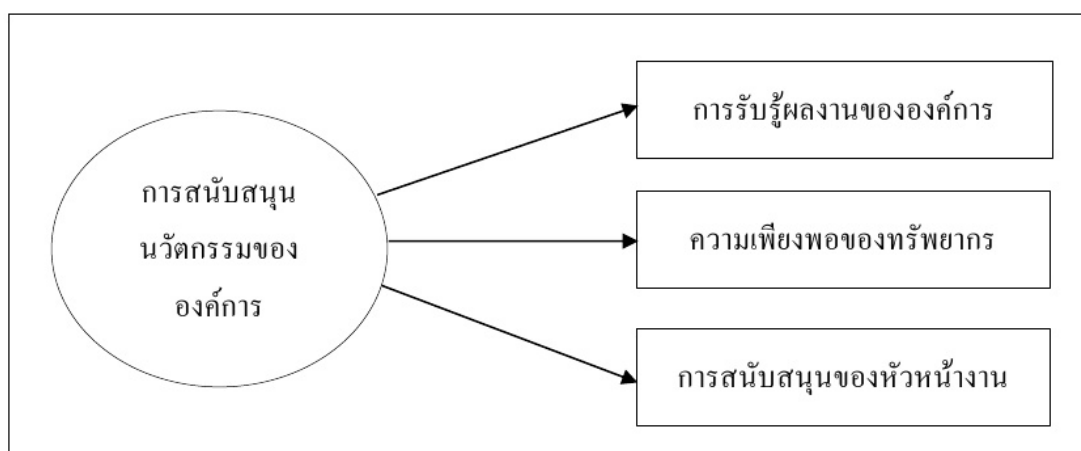 การรับรู้ผลงานขององค์การ
การสนับสนุน
นวัตกรรมของ
องค์การ
ความเพียงพอของทรัพยากร
การสนับสนุนของหัวหน้างาน